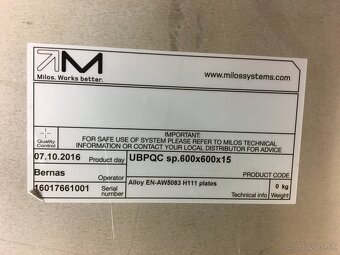 M
Milos. Works better.
www.milossystems.com
IMPORTANT:
FOR SAFE USE OF SYSTEM PLEASE REFER TO MILOS TECHNICAL
INFORMATION OR CONTACT YOUR LOCAL DISTRIBUTOR FOR ADVICE
Quality
Control
07.10.2016 Product day UBPQC sp.600x600x15
PRODUCT CODE
Bernas Operator Alloy EN-AW5083 H111 plates 0 kg
16017661001 Serial number Technical info Weight
bazos.sk